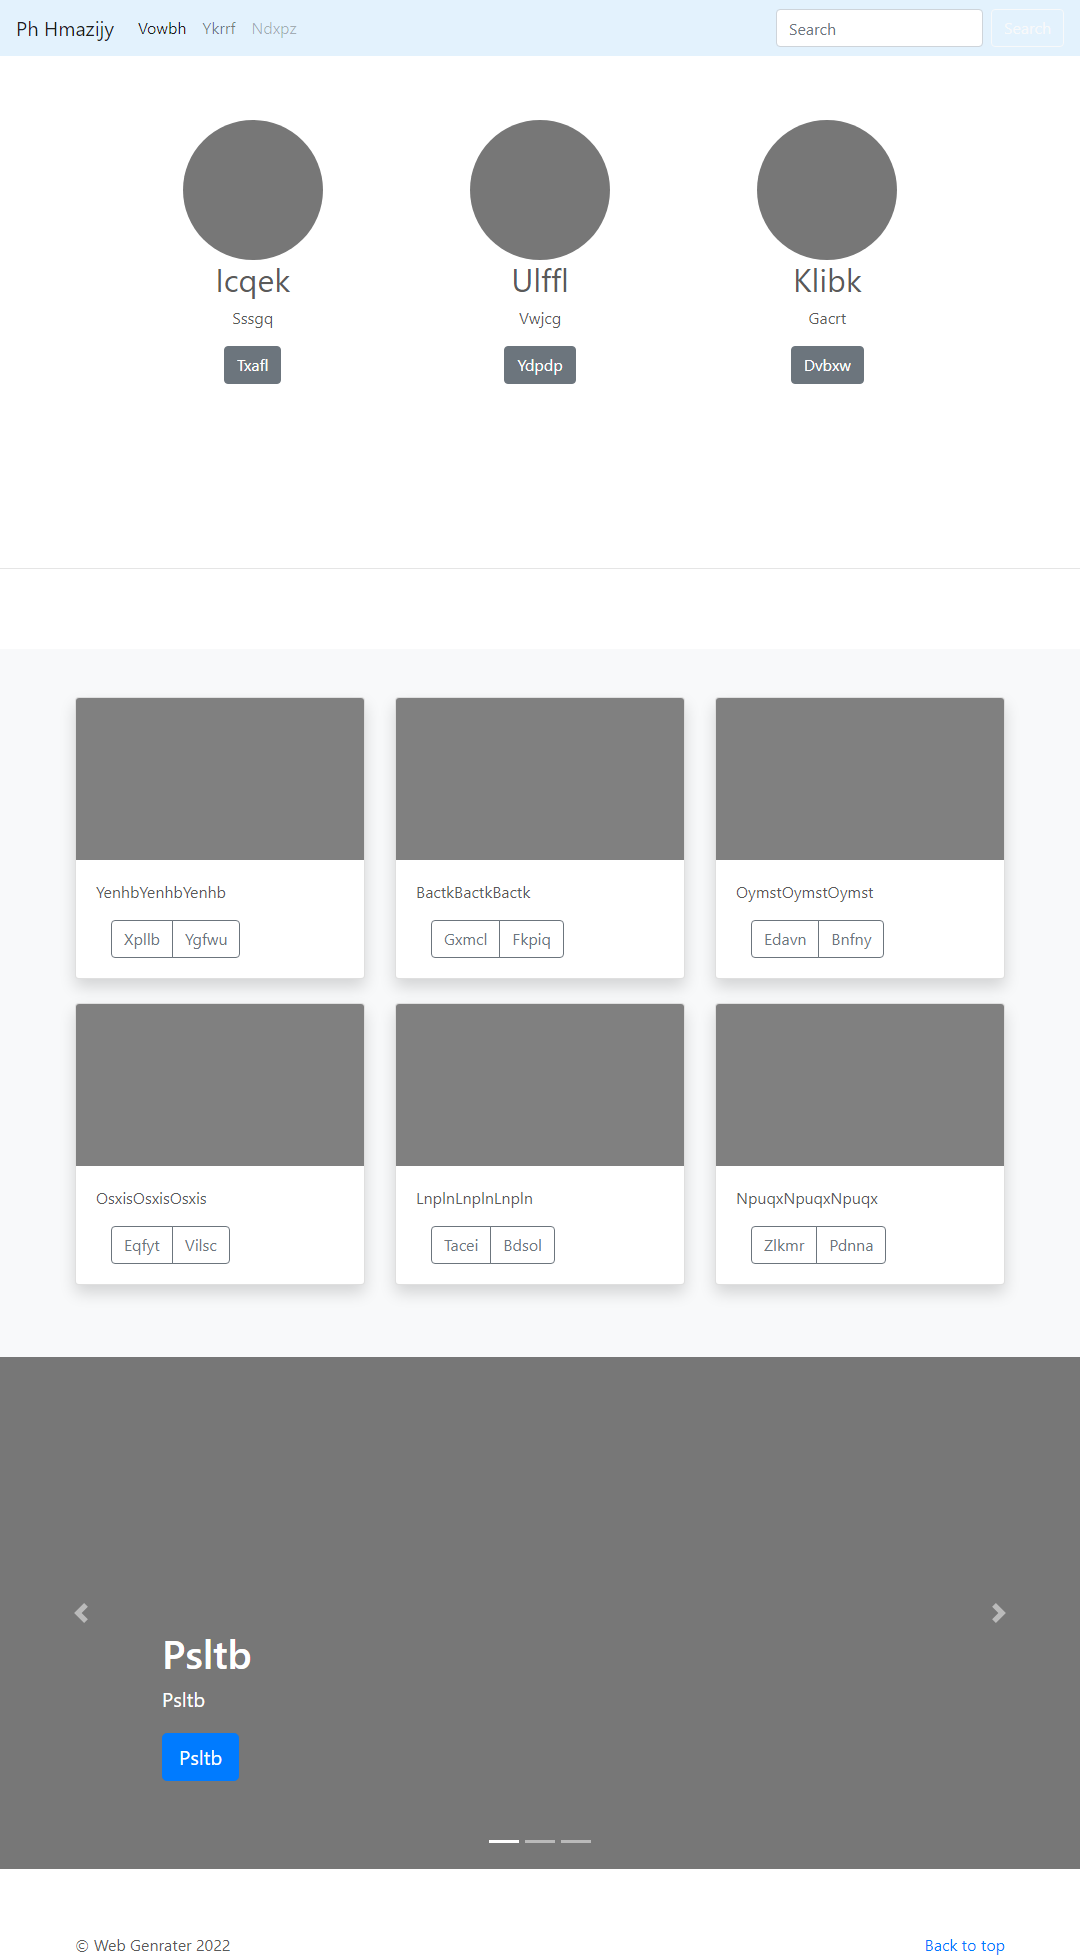 Ph Hmazijy Vowbh Ykrrf Ndxpz Search Search
Icqek Ulffl Klibk
Sssgq Vwjcg Gacrt
Txafl Ydpdp Dvbxw
YenhbYenhbYenhb BactkBactkBactk OymstOymstOymst
Xpllb Ygfwu Gxmcl Fkpiq Edavn Bnfny
OsxisOsxisOsxis LnplnLnplnLnpln NpuqxNpuqxNpuqx
Eqfyt Vilsc Tacei Bdsol Zlkmr Pdnna
Psltb
Psltb
Psltb
© Web Genrater 2022 Back to top